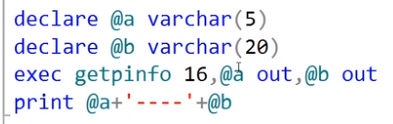 declare @a varchar(5)
declare @b varchar(20)
exec getpinfo 16,@a out,@b out
print @a+'----'+@b